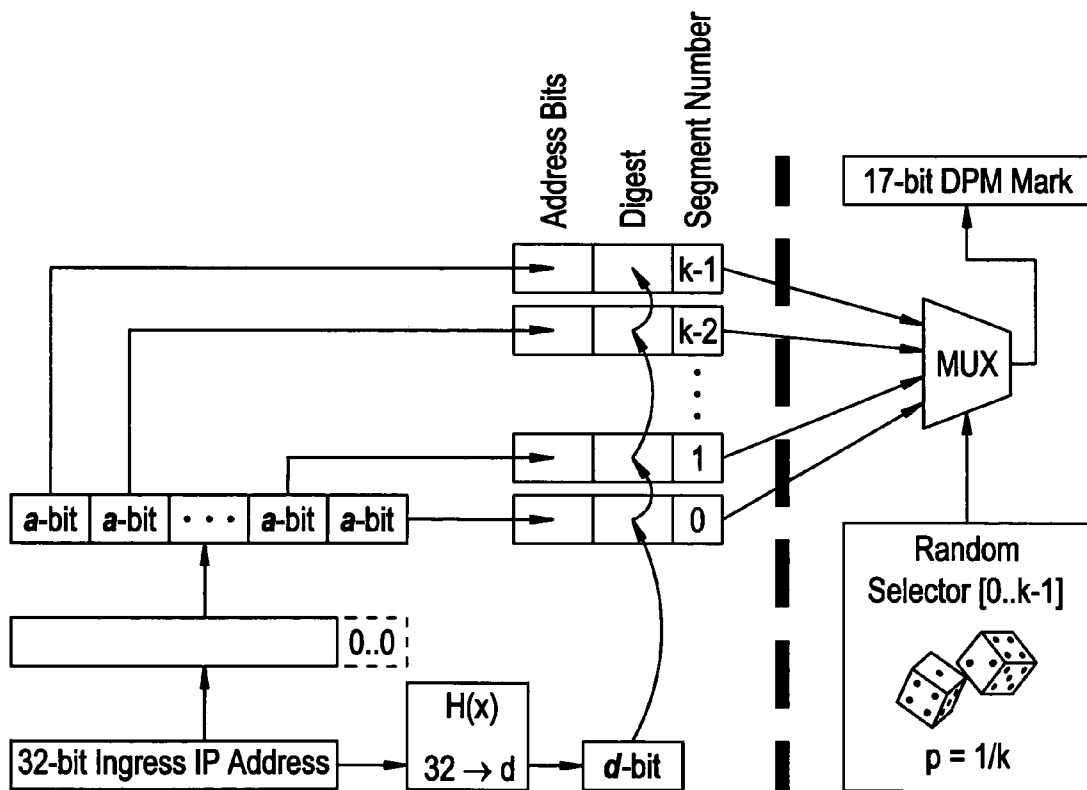 Address Bits
Digest
Segment Number
17-bit DPM Mark
k-1
k-2
MUX
1
0
a-bit a-bit · · · a-bit a-bit
Random
Selector [0..k-1]
0..0
H(x)
32 → d
32-bit Ingress IP Address
d-bit
p = 1/k